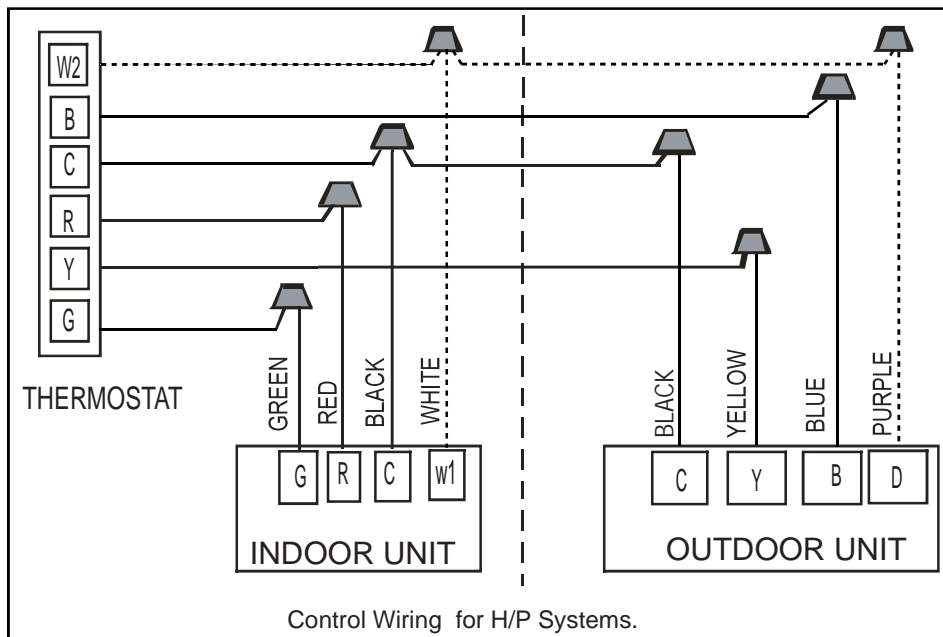 W2
B
C
R
Y
G
THERMOSTAT
GREEN
RED
BLACK
WHITE
BLACK
YELLOW
BLUE
PURPLE
G
R
C
w1
C
Y
B
D
INDOOR UNIT
OUTDOOR UNIT
Control Wiring for H/P Systems.